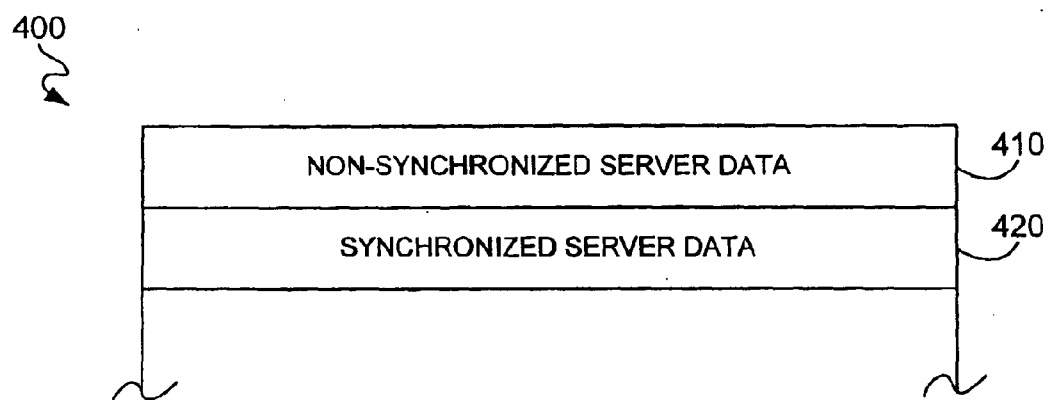 400
NON-SYNCHRONIZED SERVER DATA
410
SYNCHRONIZED SERVER DATA
420